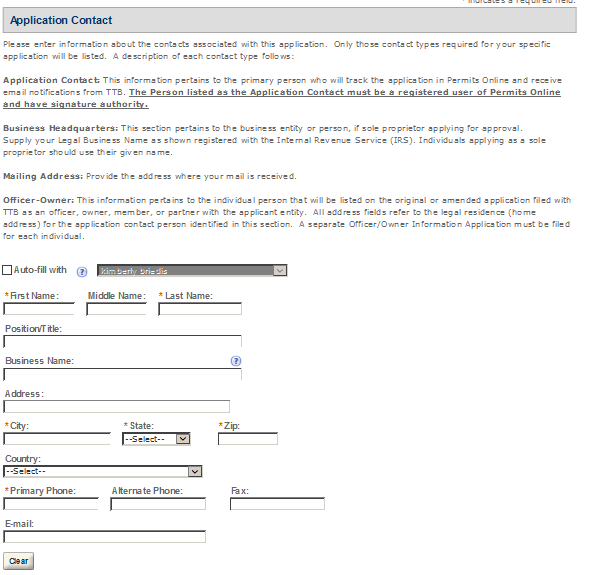 * indicates a required field.
Application Contact
Please enter information about the contacts associated with this application. Only those contact types required for your specific
application will be listed. A description of each contact type follows:
Application Contact: This information pertains to the primary person who will track the application in Permits Online and receive
email notifications from TTB. The Person listed as the Application Contact must be a registered user of Permits Online
and have signature authority.
Business Headquarters: This section pertains to the business entity or person, if sole proprietor applying for approval.
Supply your Legal Business Name as shown registered with the Internal Revenue Service (IRS). Individuals applying as a sole
proprietor should use their given name.
Mailing Address: Provide the address where your mail is received.
Officer-Owner: This information pertains to the individual person that will be listed on the original or amended application filed with
TTB as an officer, owner, member, or partner with the applicant entity. All address fields refer to the legal residence (home
address) for the application contact person identified in this section. A separate Officer/Owner Information Application must be filed
for each individual.
Auto-fill with ? Kimberly Briedis
* First Name: Middle Name: * Last Name:
Position/Title:
Business Name: ?
Address:
* City: * State: * Zip:
--Select--
Country:
--Select--
* Primary Phone: Alternate Phone: Fax:
E-mail:
Clear